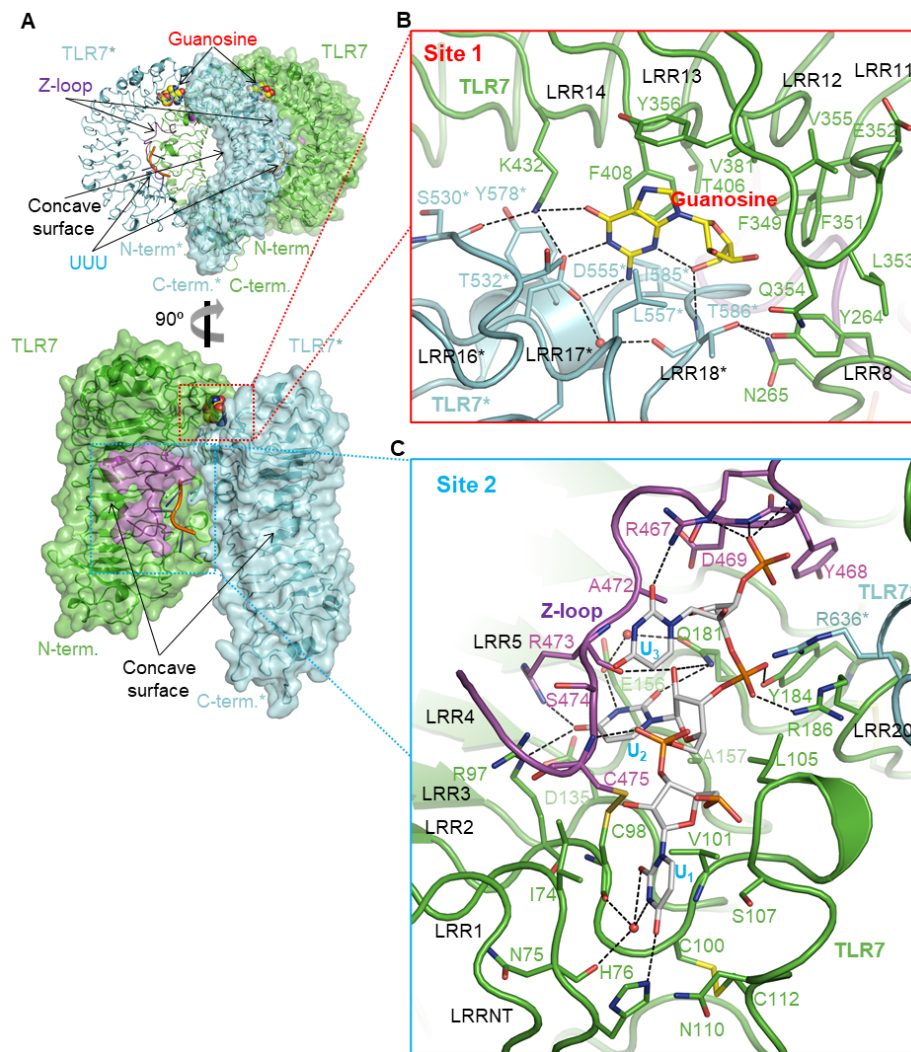 A
TLR7*
Guanosine
TLR7
Z-loop
Concave
surface
N-term*
N-term.
UUU
C-term.*
C-term.
90º
TLR7
TLR7*
N-term.
Concave
surface
C-term.*
B
Site 1
TLR7
LRR14
LRR13
LRR12
LRR11
Y356
V355
E352
K432
F408
V381
T406
S530*
Y578*
Guanosine
F349
F351
T532*
D555*
I585*
L353
Q354
L557*
T586*
Y264
LRR16*
LRR17*
LRR18*
LRR8
TLR7*
N265
C
Site 2
R467
D469
Y468
A472
TLR7*
Z-loop
R636*
LRR5
R473
Q181
U3
E156
S474
Y184
LRR4
R186
LRR20*
U2
A157
L105
R97
C475
LRR3
D135
LRR2
C98
V101
U1
I74
S107
LRR1
N75
H76
C100
TLR7
C112
LRRNT
N110